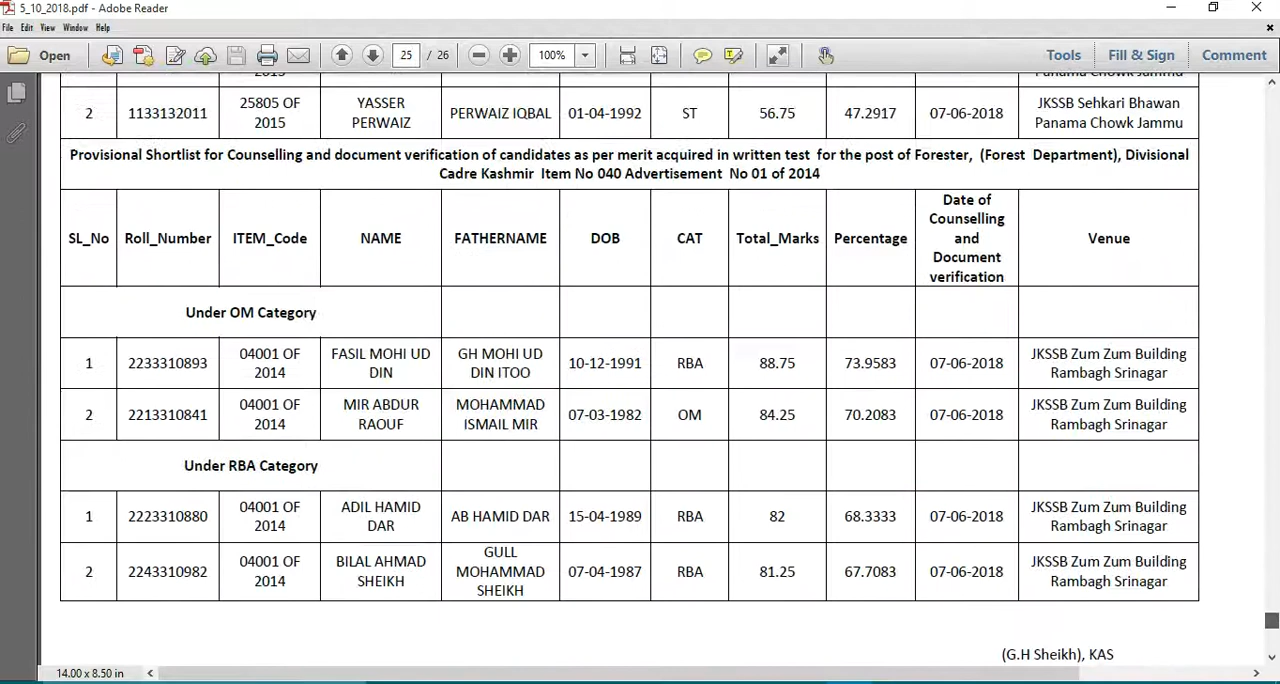 5_10_2018.pdf - Adobe Reader
File Edit View Window Help
Open 25 / 26 100% Tools Fill & Sign Comment
2015 Panama Chowk Jammu
2 1133132011 25805 OF 2015 YASSER PERWAIZ PERWAIZ IQBAL 01-04-1992 ST 56.75 47.2917 07-06-2018 JKSSB Sehkari Bhawan Panama Chowk Jammu
Provisional Shortlist for Counselling and document verification of candidates as per merit acquired in written test for the post of Forester, (Forest Department), Divisional
Cadre Kashmir Item No 040 Advertisement No 01 of 2014
SL_No Roll_Number ITEM_Code NAME FATHERNAME DOB CAT Total_Marks Percentage Date of Counselling and Document verification Venue
Under OM Category
1 2233310893 04001 OF 2014 FASIL MOHI UD DIN GH MOHI UD DIN ITOO 10-12-1991 RBA 88.75 73.9583 07-06-2018 JKSSB Zum Zum Building Rambagh Srinagar
2 2213310841 04001 OF 2014 MIR ABDUR RAOUF MOHAMMAD ISMAIL MIR 07-03-1982 OM 84.25 70.2083 07-06-2018 JKSSB Zum Zum Building Rambagh Srinagar
Under RBA Category
1 2223310880 04001 OF 2014 ADIL HAMID DAR AB HAMID DAR 15-04-1989 RBA 82 68.3333 07-06-2018 JKSSB Zum Zum Building Rambagh Srinagar
2 2243310982 04001 OF 2014 BILAL AHMAD SHEIKH GULL MOHAMMAD SHEIKH 07-04-1987 RBA 81.25 67.7083 07-06-2018 JKSSB Zum Zum Building Rambagh Srinagar
(G.H Sheikh), KAS
14.00 x 8.50 in